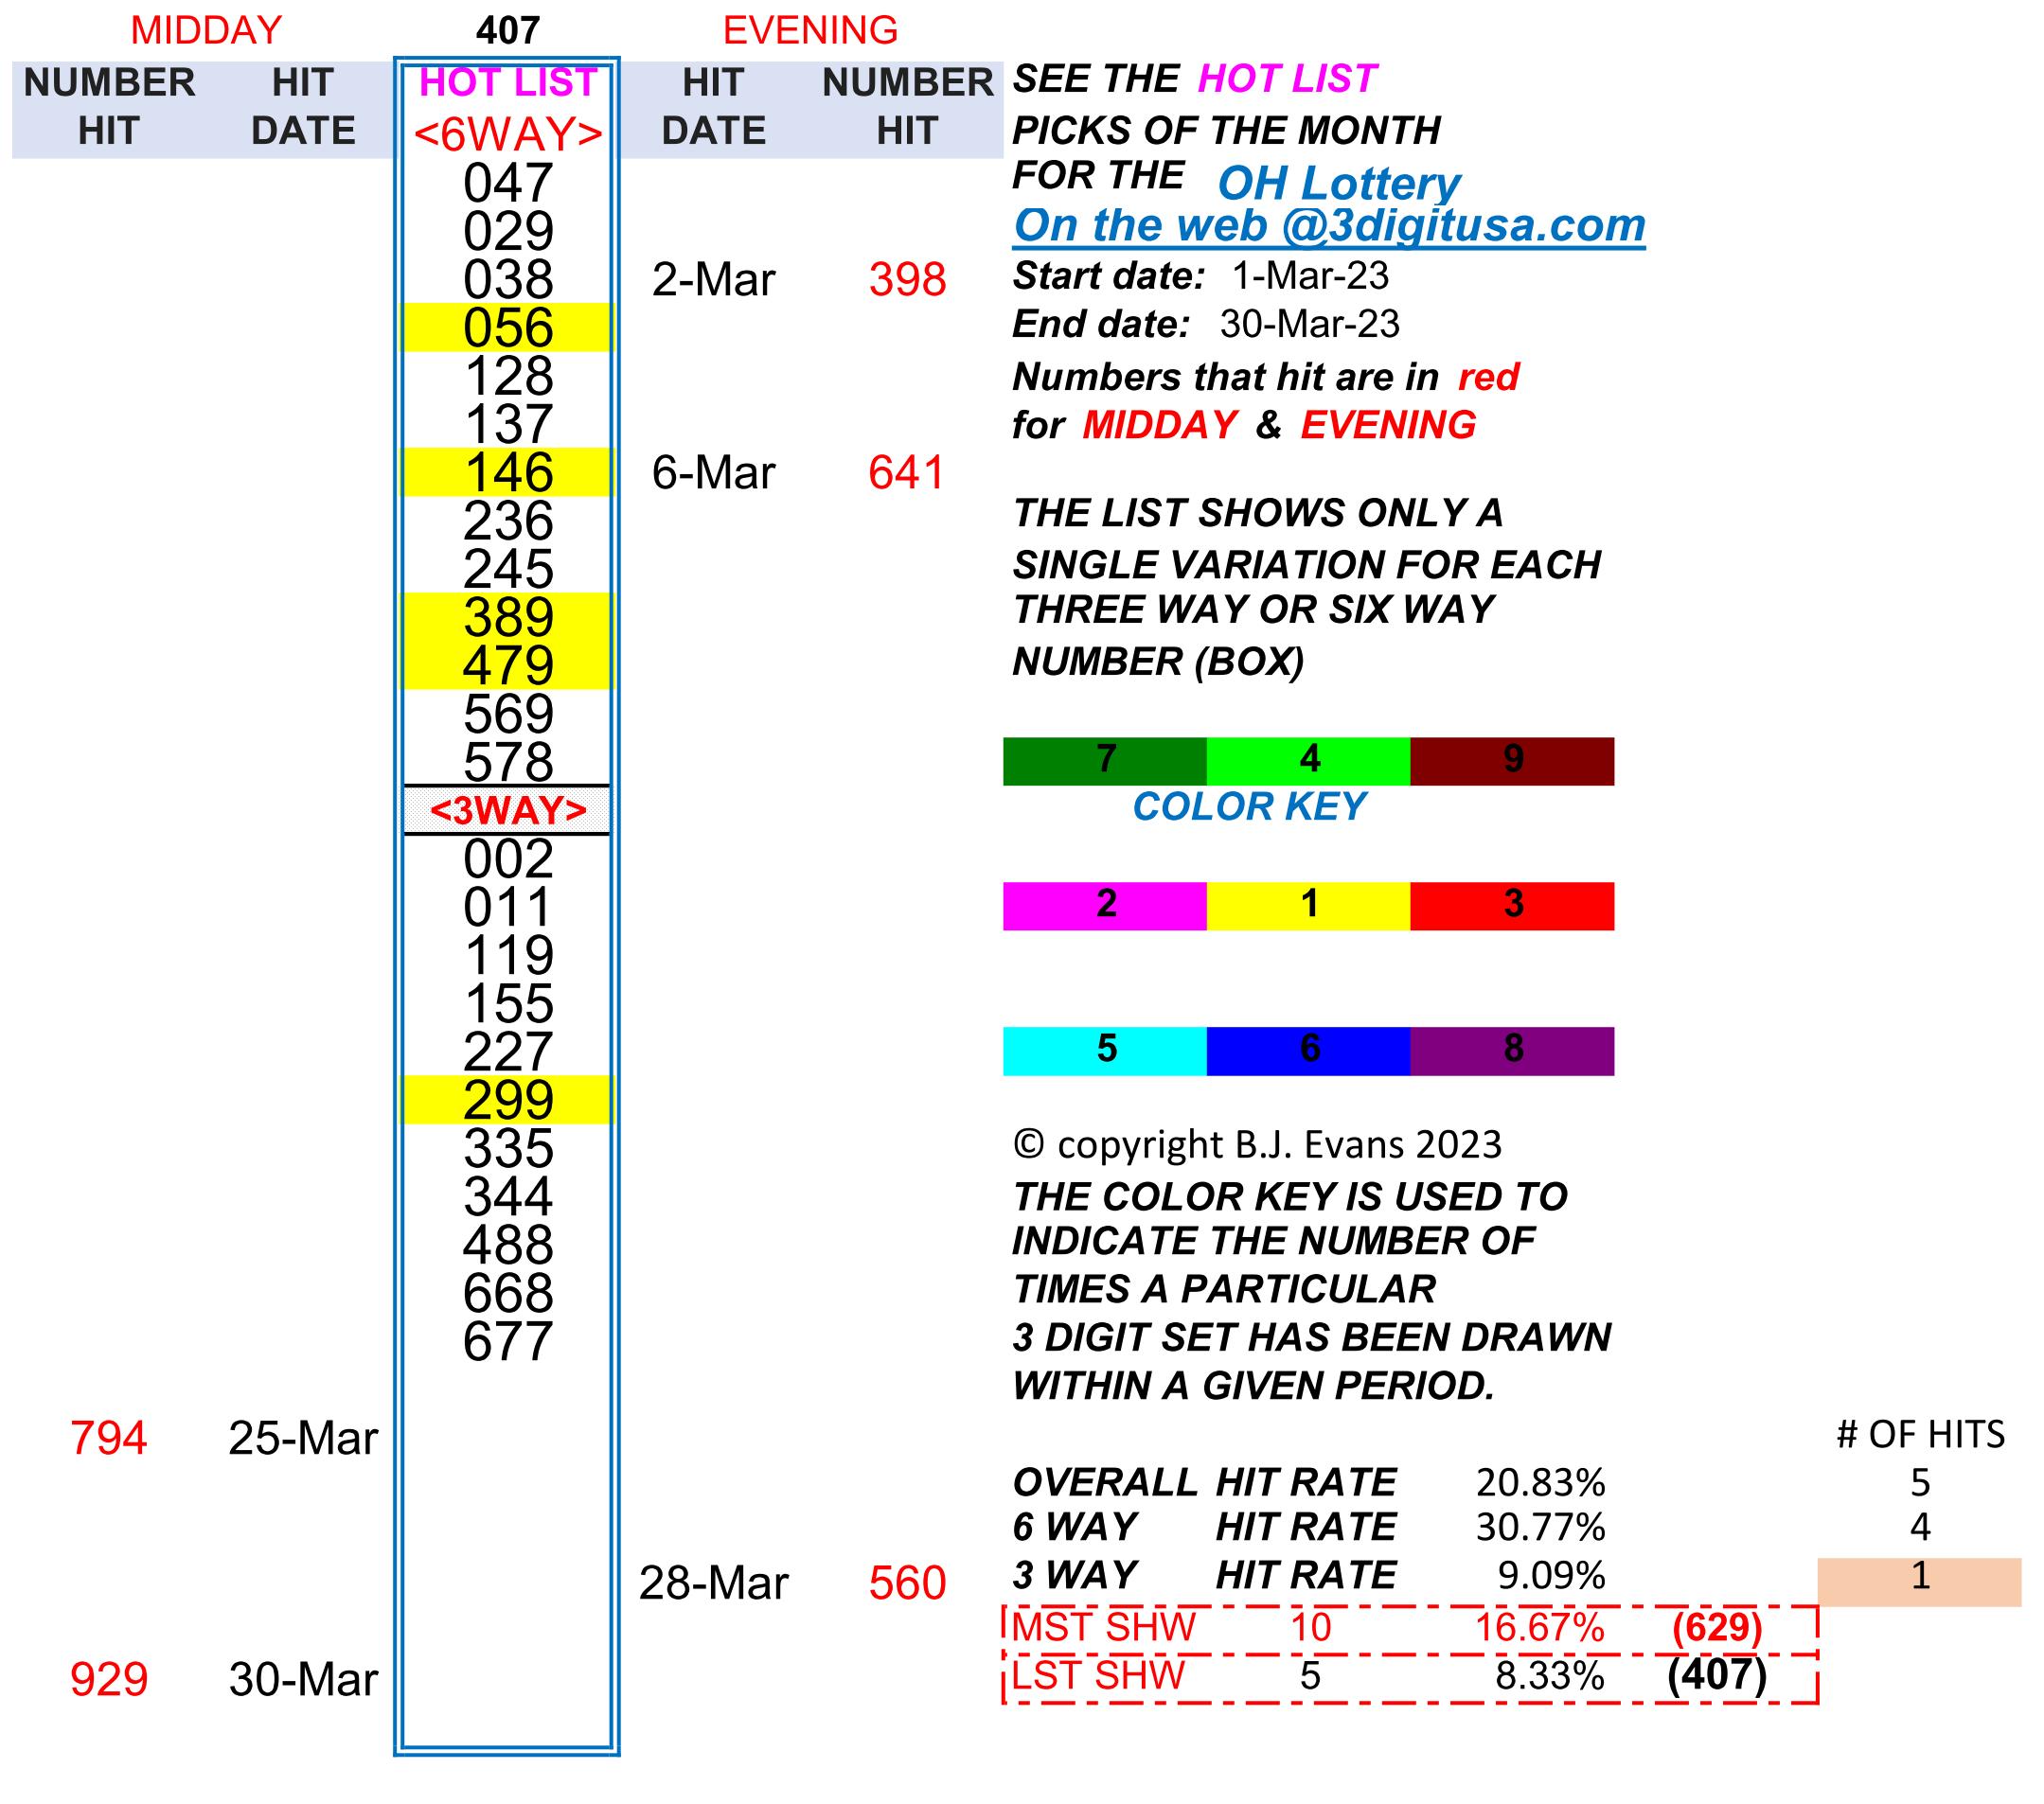 MIDDAY 407 EVENING
NUMBER HIT HOT LIST HIT NUMBER SEE THE HOT LIST
HIT DATE <6WAY> DATE HIT PICKS OF THE MONTH
047 FOR THE OH Lottery
029 On the web @3digitusa.com
038 2-Mar 398 Start date: 1-Mar-23
056 End date: 30-Mar-23
128 Numbers that hit are in red
137 for MIDDAY & EVENING
146 6-Mar 641
236 THE LIST SHOWS ONLY A
245 SINGLE VARIATION FOR EACH
389 THREE WAY OR SIX WAY
479 NUMBER (BOX)
569
578 7 4 9
<3WAY> COLOR KEY
002
011 2 1 3
119
155
227 5 6 8
299
335 © copyright B.J. Evans 2023
344 THE COLOR KEY IS USED TO
488 INDICATE THE NUMBER OF
668 TIMES A PARTICULAR
677 3 DIGIT SET HAS BEEN DRAWN
WITHIN A GIVEN PERIOD.
794 25-Mar # OF HITS
OVERALL HIT RATE 20.83% 5
6 WAY HIT RATE 30.77% 4
28-Mar 560 3 WAY HIT RATE 9.09% 1
MST SHW 10 16.67% (629)
929 30-Mar LST SHW 5 8.33% (407)